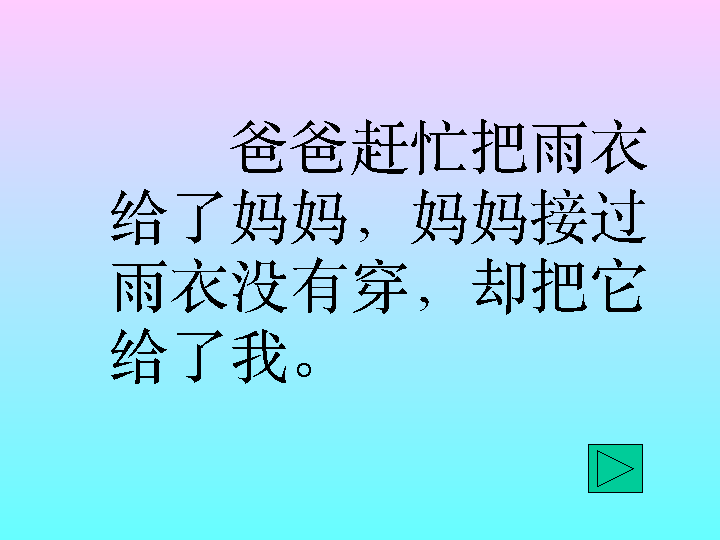 爸爸赶忙把雨衣
给了妈妈，妈妈接过
雨衣没有穿，却把它
给了我。